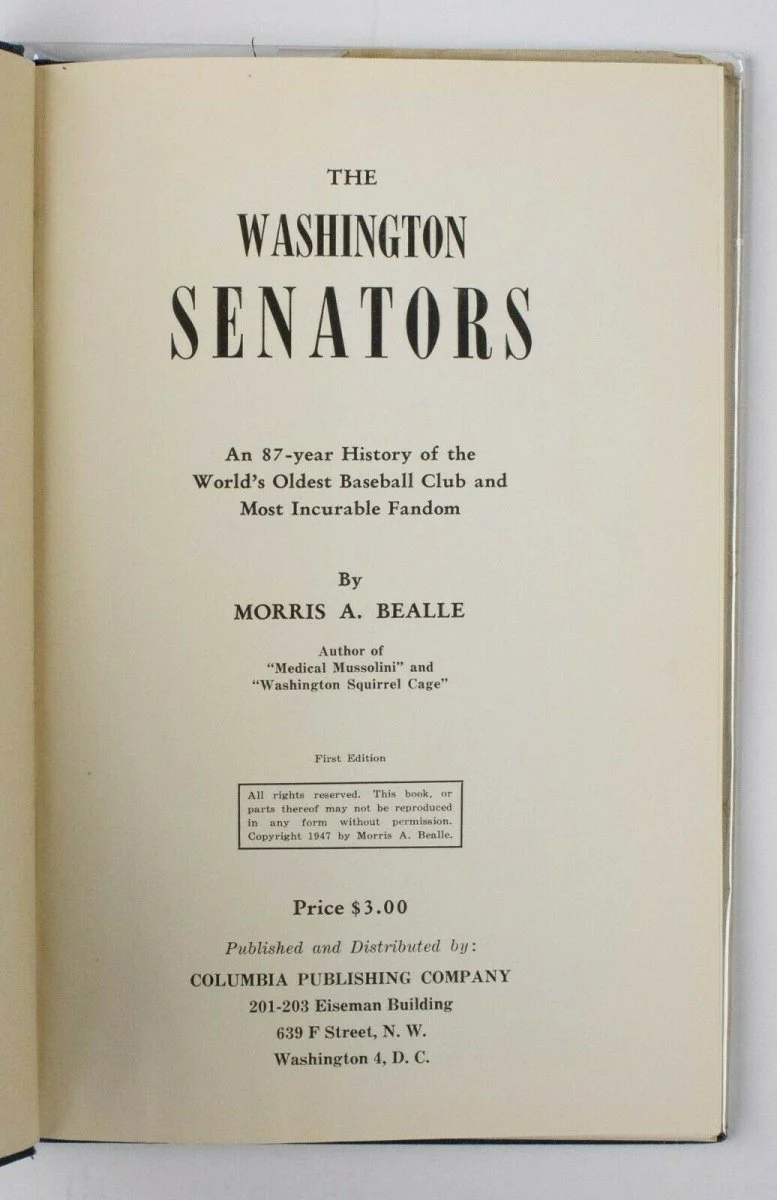 THE
WASHINGTON
SENATORS
An 87-year History of the
World's Oldest Baseball Club and
Most Incurable Fandom
By
MORRIS A. BEALLE
Author of
“Medical Mussolini” and
“Washington Squirrel Cage”
First Edition
All rights reserved. This book, or
parts thereof may not be reproduced
in any form without permission.
Copyright 1947 by Morris A. Bealle.
Price $3.00
Published and Distributed by:
COLUMBIA PUBLISHING COMPANY
201-203 Eiseman Building
639 F Street, N. W.
Washington 4, D. C.